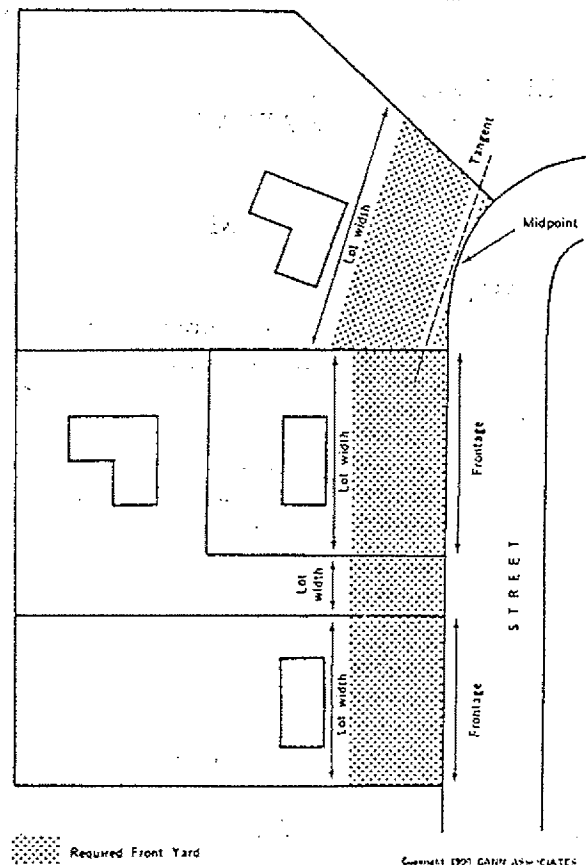 Tangent
Midpoint
Lot width
Lot width
Frontage
Lot
width
STREET
Lot width
Frontage
Required Front Yard